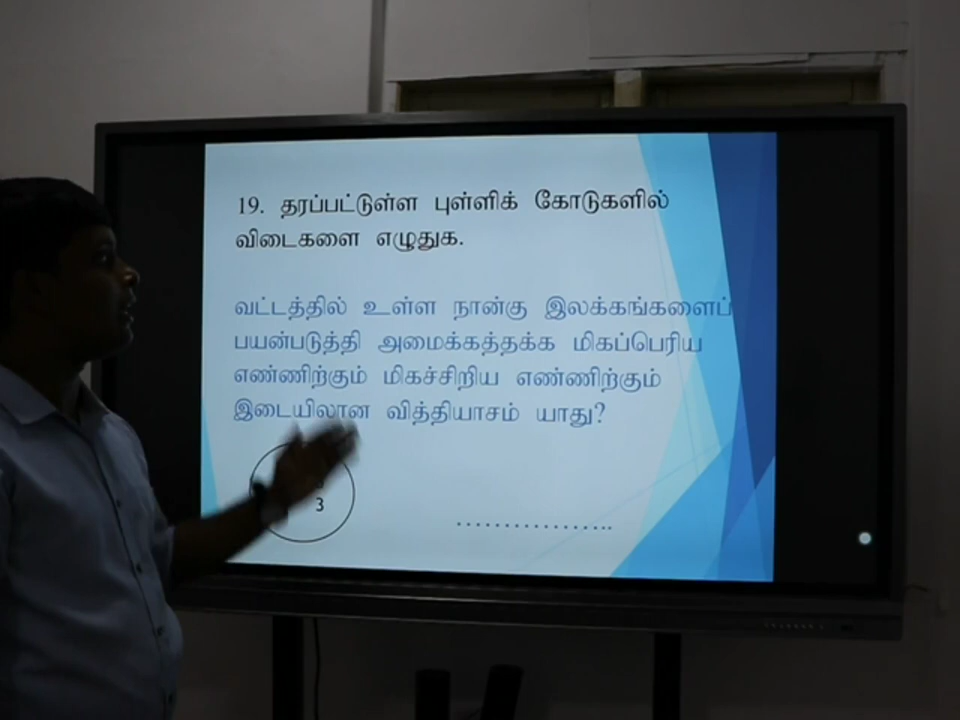 19. தரப்பட்டுள்ள புள்ளிக் கோடுகளில்
விடைகளை எழுதுக.
வட்டத்தில் உள்ள நான்கு இலக்கங்களைப்
பயன்படுத்தி அமைக்கத்தக்க மிகப்பெரிய
எண்ணிற்கும் மிகச்சிறிய எண்ணிற்கும்
இடையிலான வித்தியாசம் யாது?
3
....................